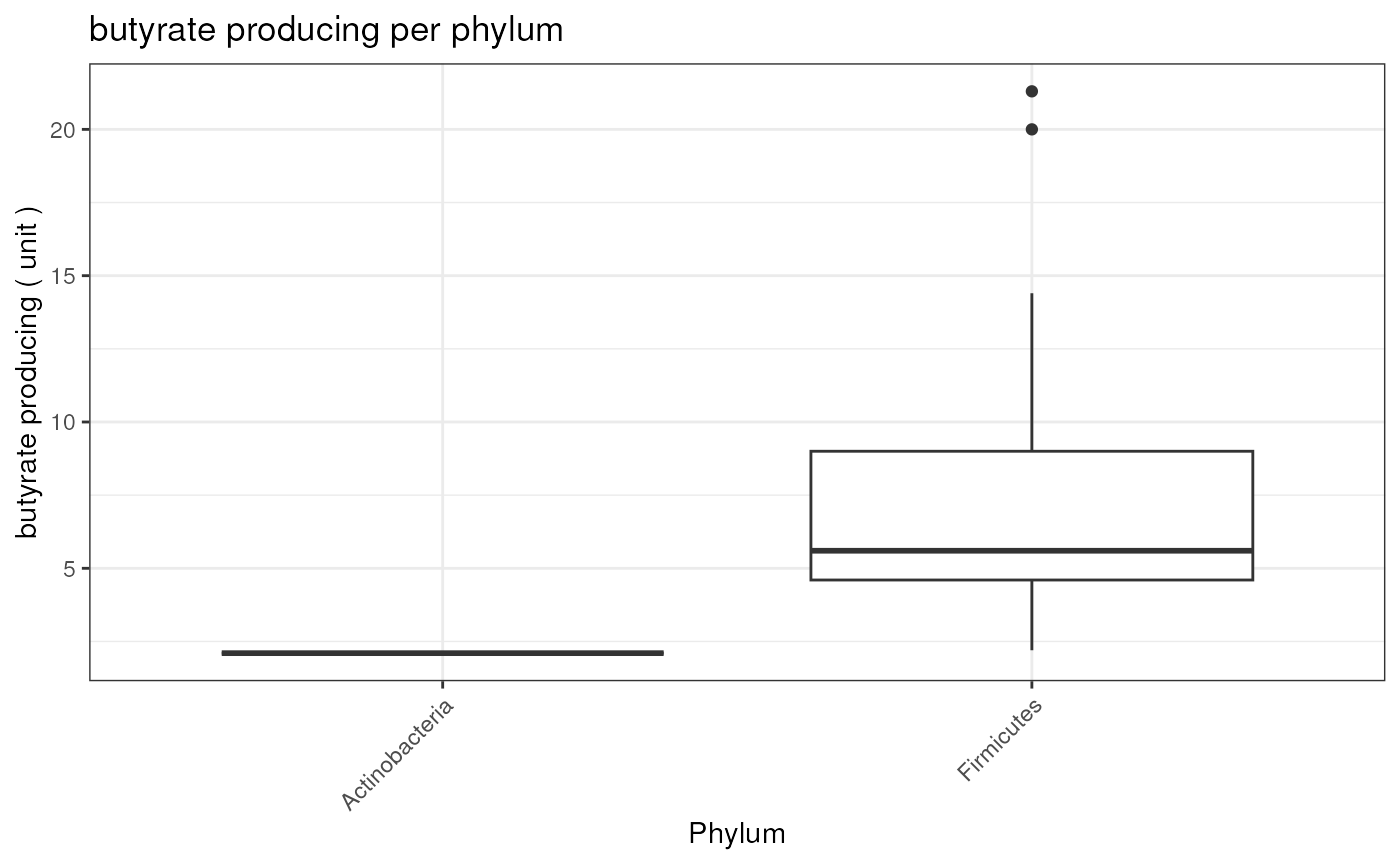 butyrate producing per phylum
butyrate producing ( unit )
20
15
10
5
Actinobacteria
Firmicutes
Phylum